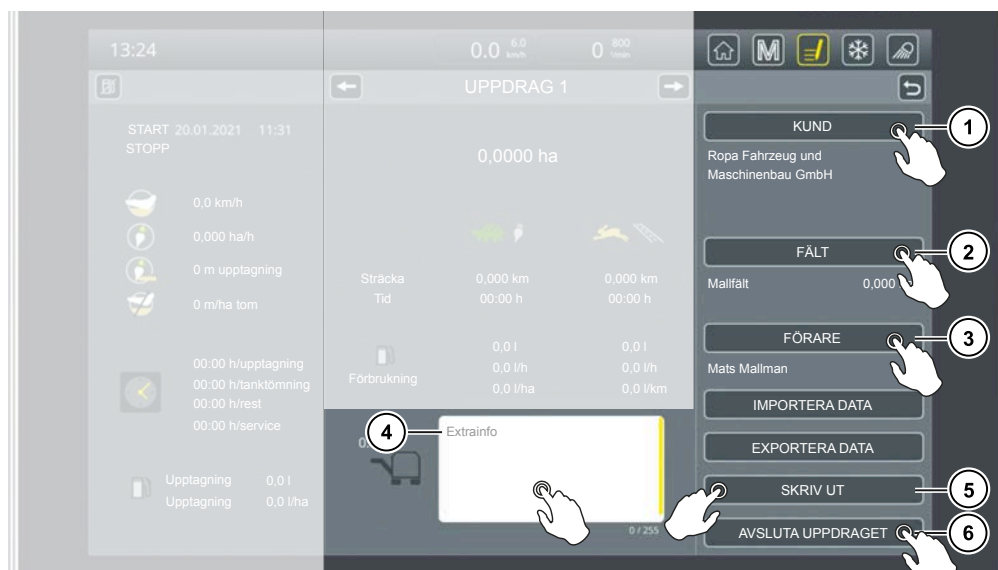 13:24
0.0 6.0 km/h
0 800 1/min
M
UPPDRAG 1
START 20.01.2021 11:31
STOPP
0,0 km/h
0,000 ha/h
0 m upptagning
0 m/ha tom
00:00 h/upptagning
00:00 h/tanktömning
00:00 h/rest
00:00 h/service
Upptagning 0,0 l
Upptagning 0,0 l/ha
0,0000 ha
Sträcka 0,000 km 0,000 km
Tid 00:00 h 00:00 h
0,0 l 0,0 l
0,0 l/h 0,0 l/h
Förbrukning
0,0 l/ha 0,0 l/km
4
Extrainfo
0 / 255
KUND
1
Ropa Fahrzeug und
Maschinenbau GmbH
FÄLT
2
Mallfält 0,000
FÖRARE
3
Mats Mallman
IMPORTERA DATA
EXPORTERA DATA
SKRIV UT
5
AVSLUTA UPPDRAGET
6